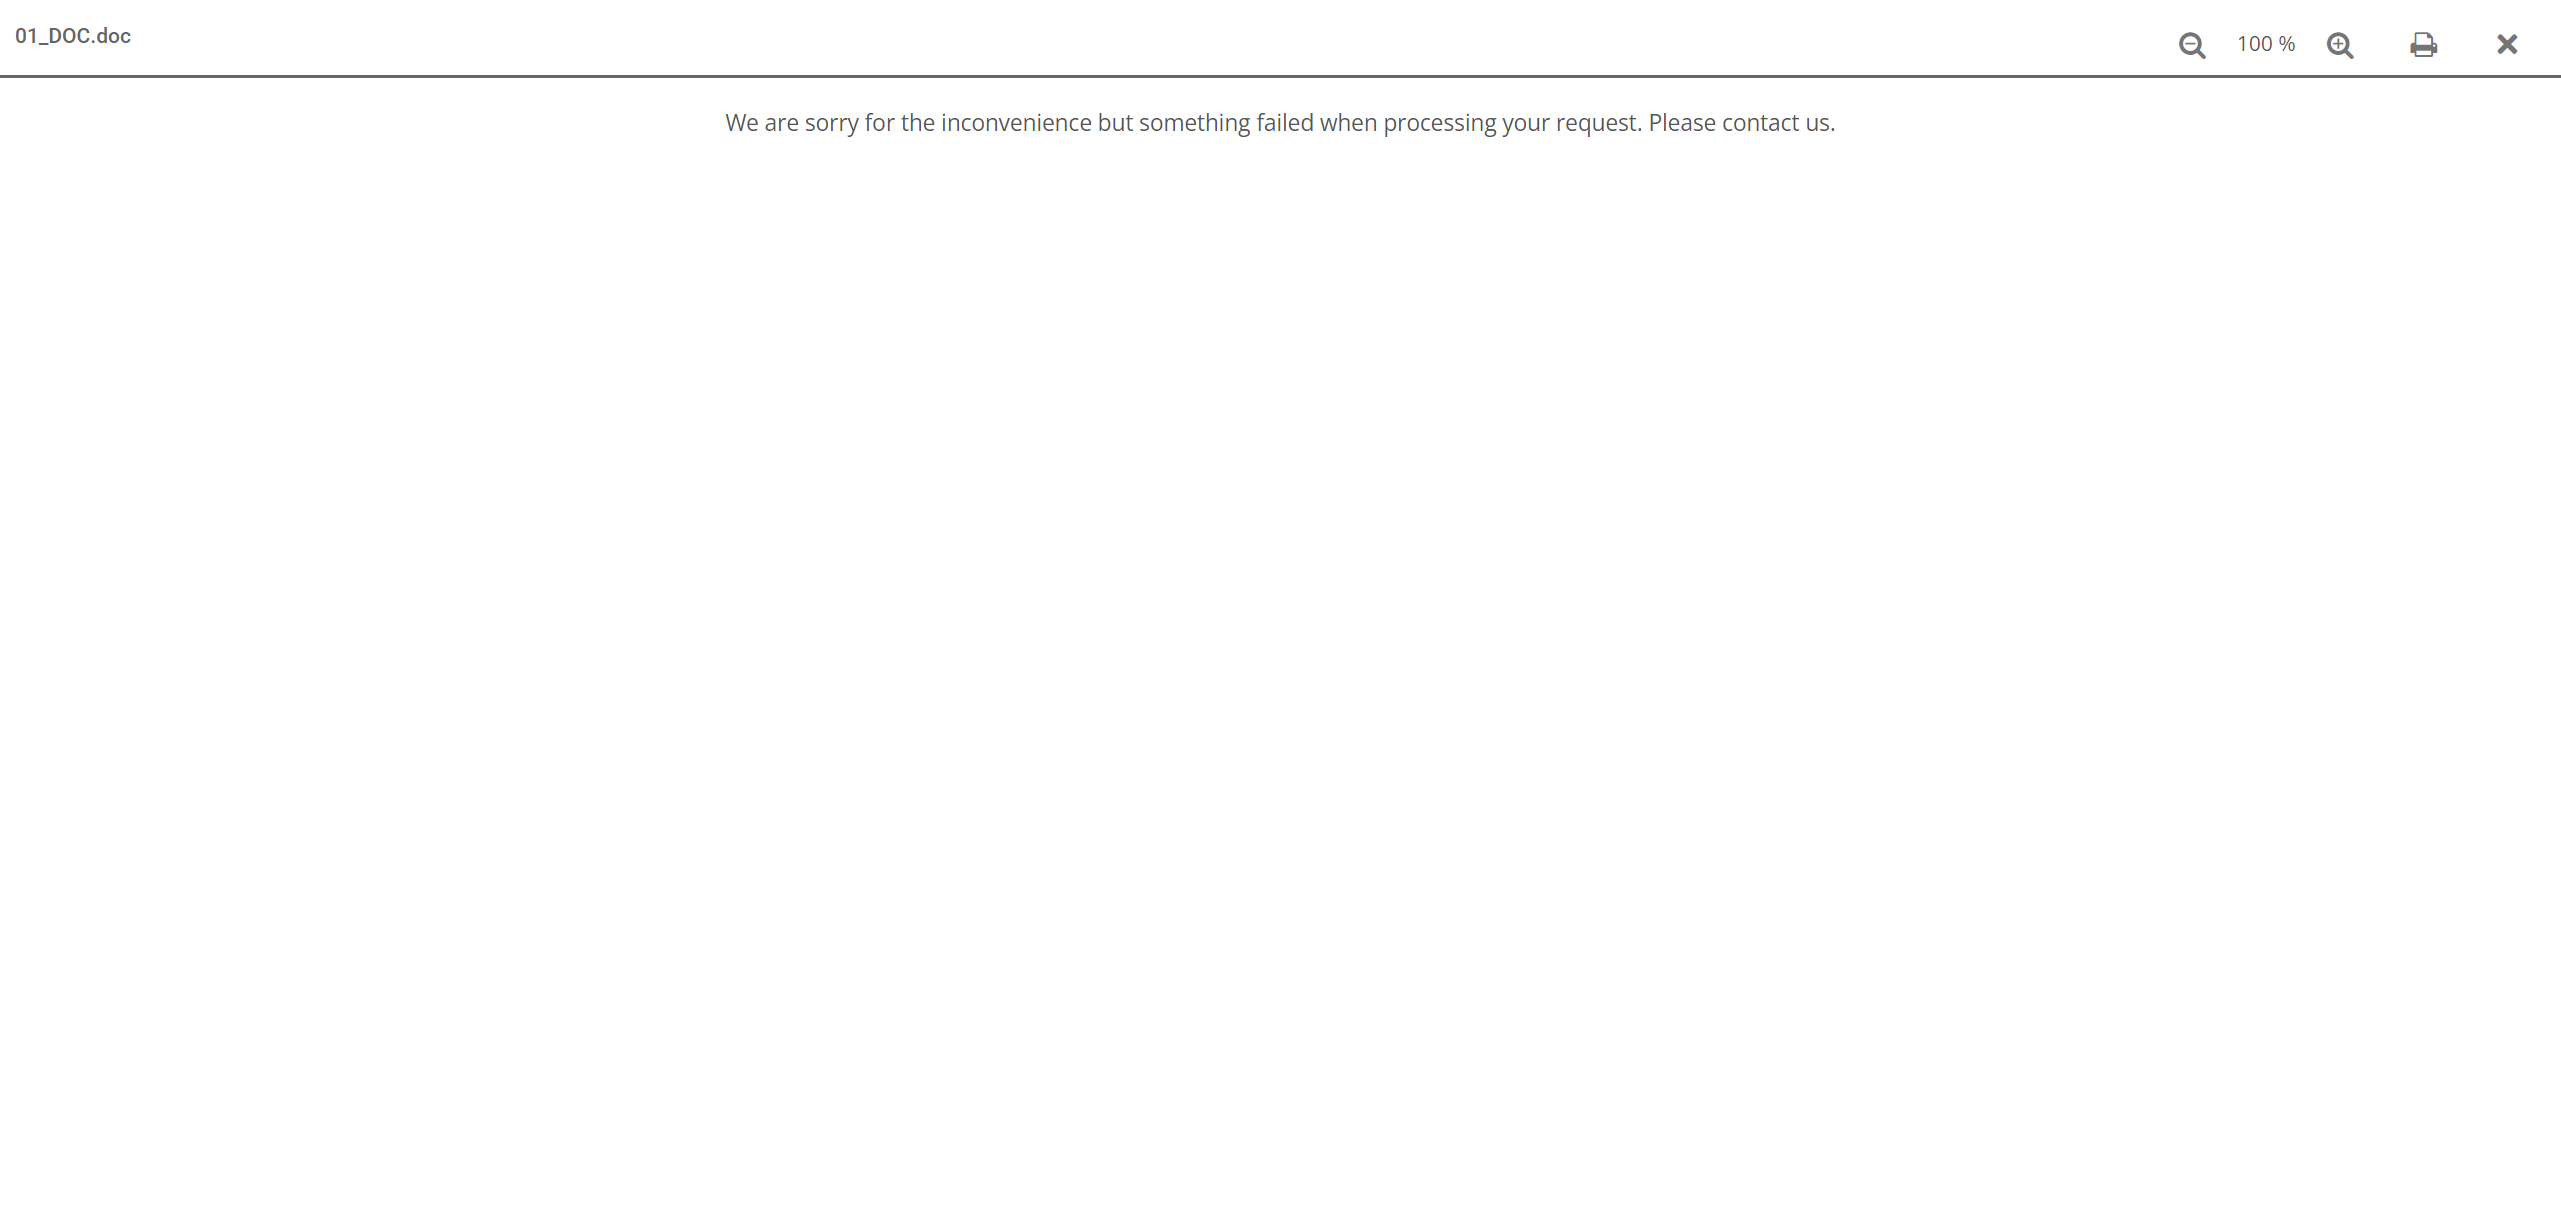 01_DOC.doc
100 %
We are sorry for the inconvenience but something failed when processing your request. Please contact us.